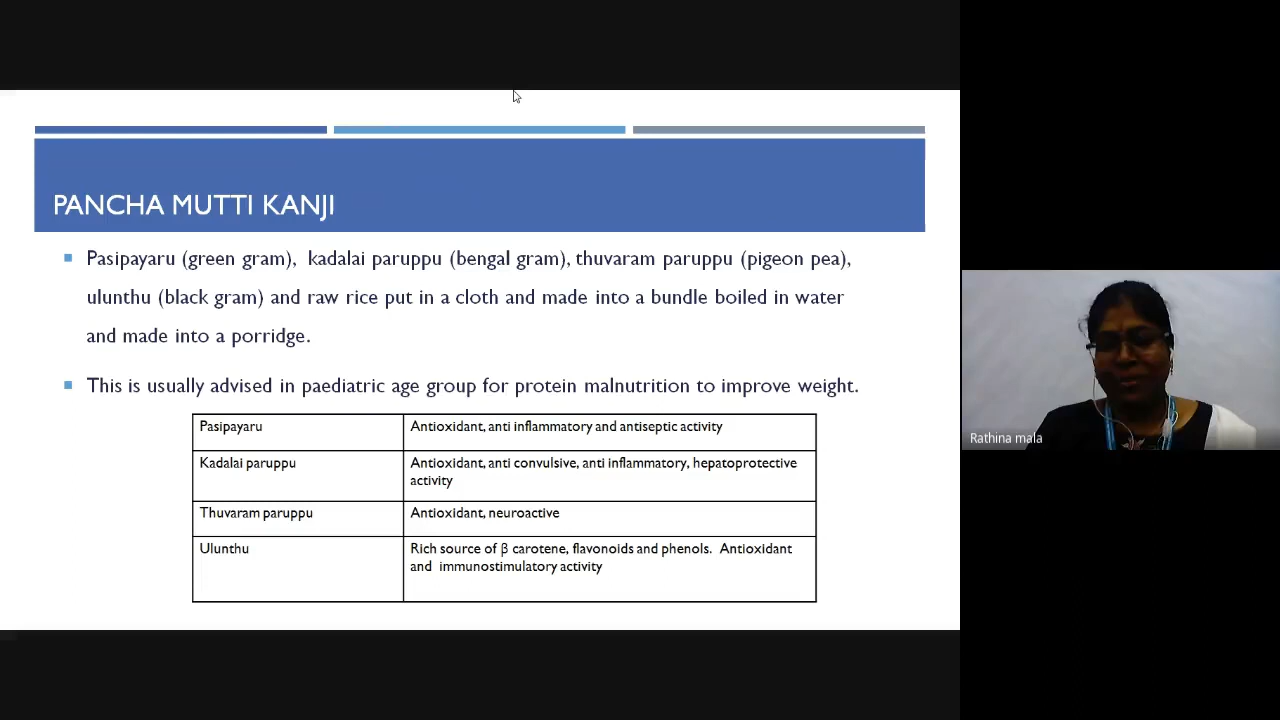 PANCHA MUTTI KANJI
Pasipayaru (green gram), kadalai paruppu (bengal gram), thuvaram paruppu (pigeon pea),
ulunthu (black gram) and raw rice put in a cloth and made into a bundle boiled in water
and made into a porridge.
This is usually advised in paediatric age group for protein malnutrition to improve weight.
Pasipayaru
Antioxidant, anti inflammatory and antiseptic activity
Kadalai paruppu
Antioxidant, anti convulsive, anti inflammatory, hepatoprotective
activity
Thuvaram paruppu
Antioxidant, neuroactive
Ulunthu
Rich source of β carotene, flavonoids and phenols. Antioxidant
and immunostimulatory activity
Rathina mala